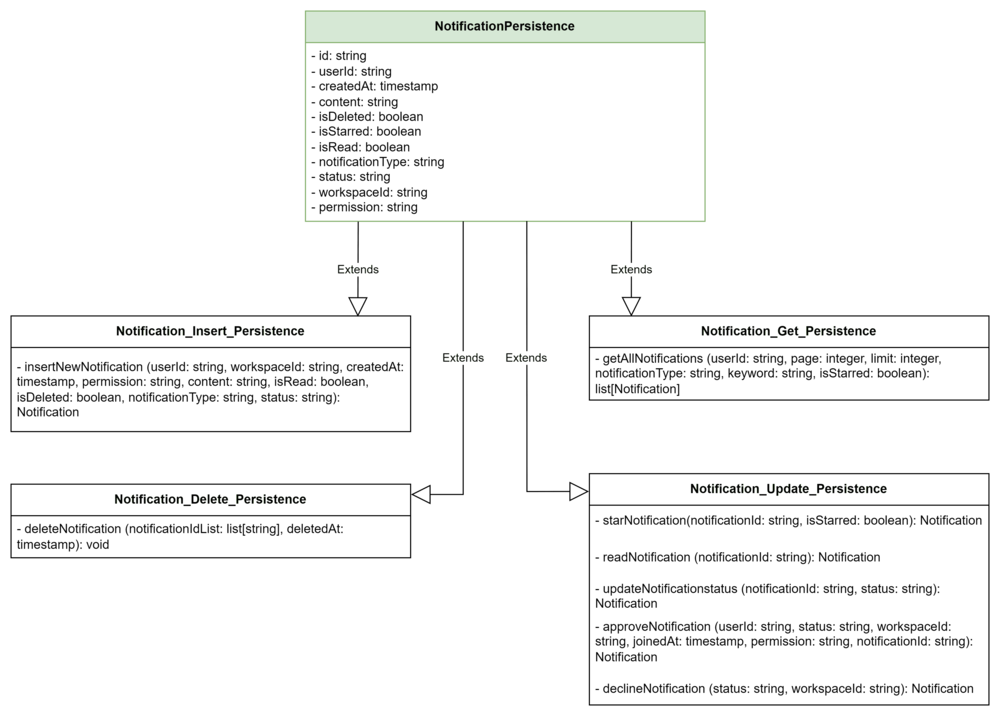 NotificationPersistence
- id: string
- userId: string
- createdAt: timestamp
- content: string
- isDeleted: boolean
- isStarred: boolean
- isRead: boolean
- notificationType: string
- status: string
- workspaceId: string
- permission: string
Extends
Extends
Extends
Extends
Notification_Insert_Persistence
- insertNewNotification (userId: string, workspaceId: string, createdAt:
timestamp, permission: string, content: string, isRead: boolean,
isDeleted: boolean, notificationType: string, status: string):
Notification
Notification_Get_Persistence
- getAllNotifications (userId: string, page: integer, limit: integer,
notificationType: string, keyword: string, isStarred: boolean):
list[Notification]
Notification_Delete_Persistence
- deleteNotification (notificationIdList: list[string], deletedAt:
timestamp): void
Notification_Update_Persistence
- starNotification(notificationId: string, isStarred: boolean): Notification
- readNotification (notificationId: string): Notification
- updateNotificationstatus (notificationId: string, status: string):
Notification
- approveNotification (userId: string, status: string, workspaceId:
string, joinedAt: timestamp, permission: string, notificationId: string):
Notification
- declineNotification (status: string, workspaceId: string): Notification